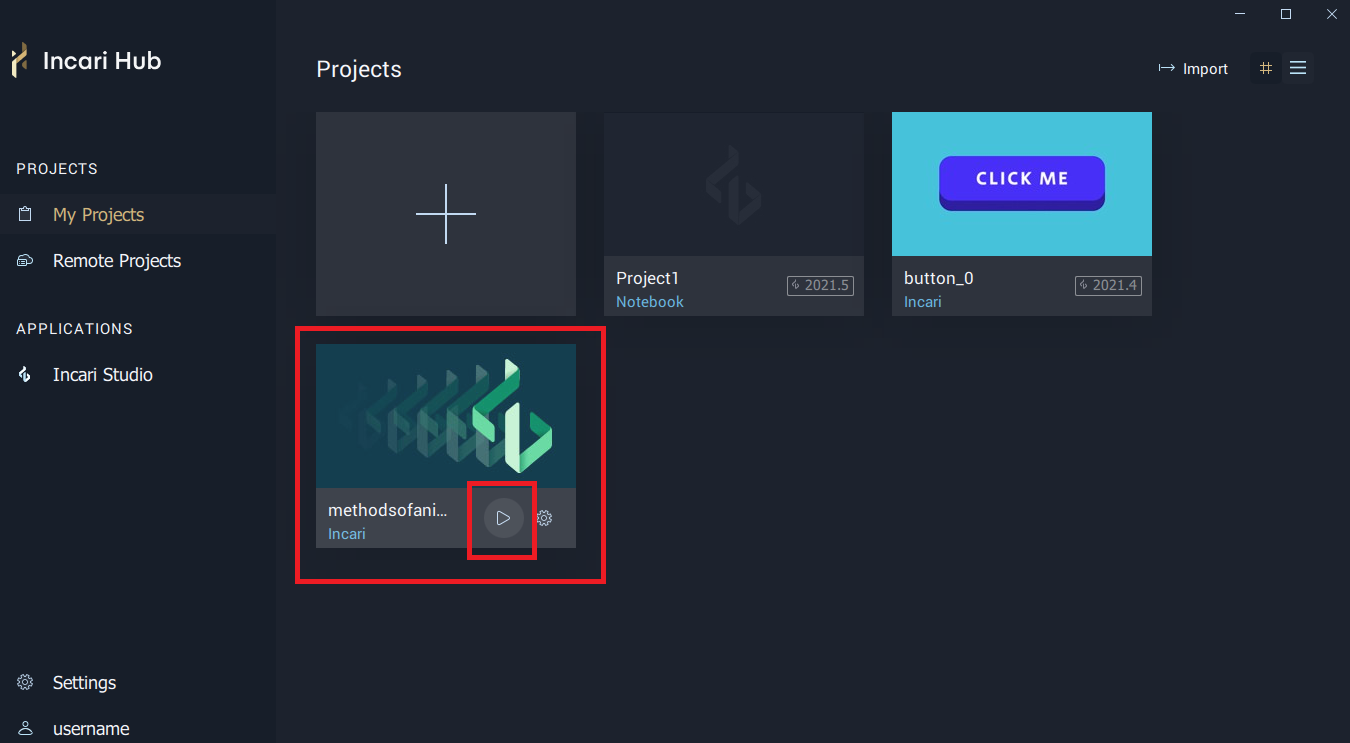 Incari Hub
Projects
Import
PROJECTS
My Projects
Remote Projects
APPLICATIONS
Incari Studio
CLICK ME
Project1
2021.5
Notebook
button_0
2021.4
Incari
methodsofani...
Incari
Settings
username